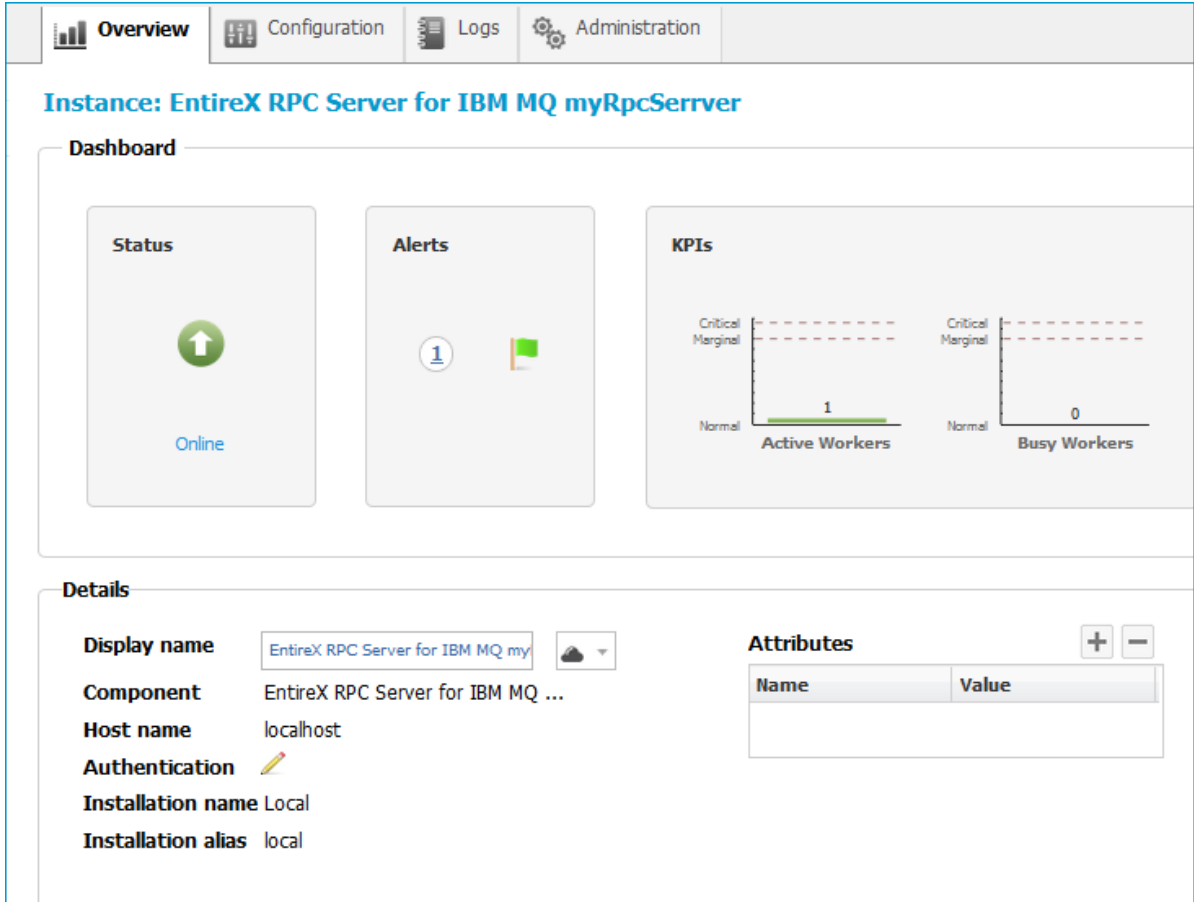 Overview Configuration Logs Administration
Instance: EntireX RPC Server for IBM MQ myRpcSerrver
Dashboard
Status
Online
Alerts
1
KPIs
Critical
Marginal
Normal
1
Active Workers
Critical
Marginal
Normal
0
Busy Workers
Details
Display name EntireX RPC Server for IBM MQ my
Component EntireX RPC Server for IBM MQ ...
Host name localhost
Authentication
Installation name Local
Installation alias local
Attributes
Name Value